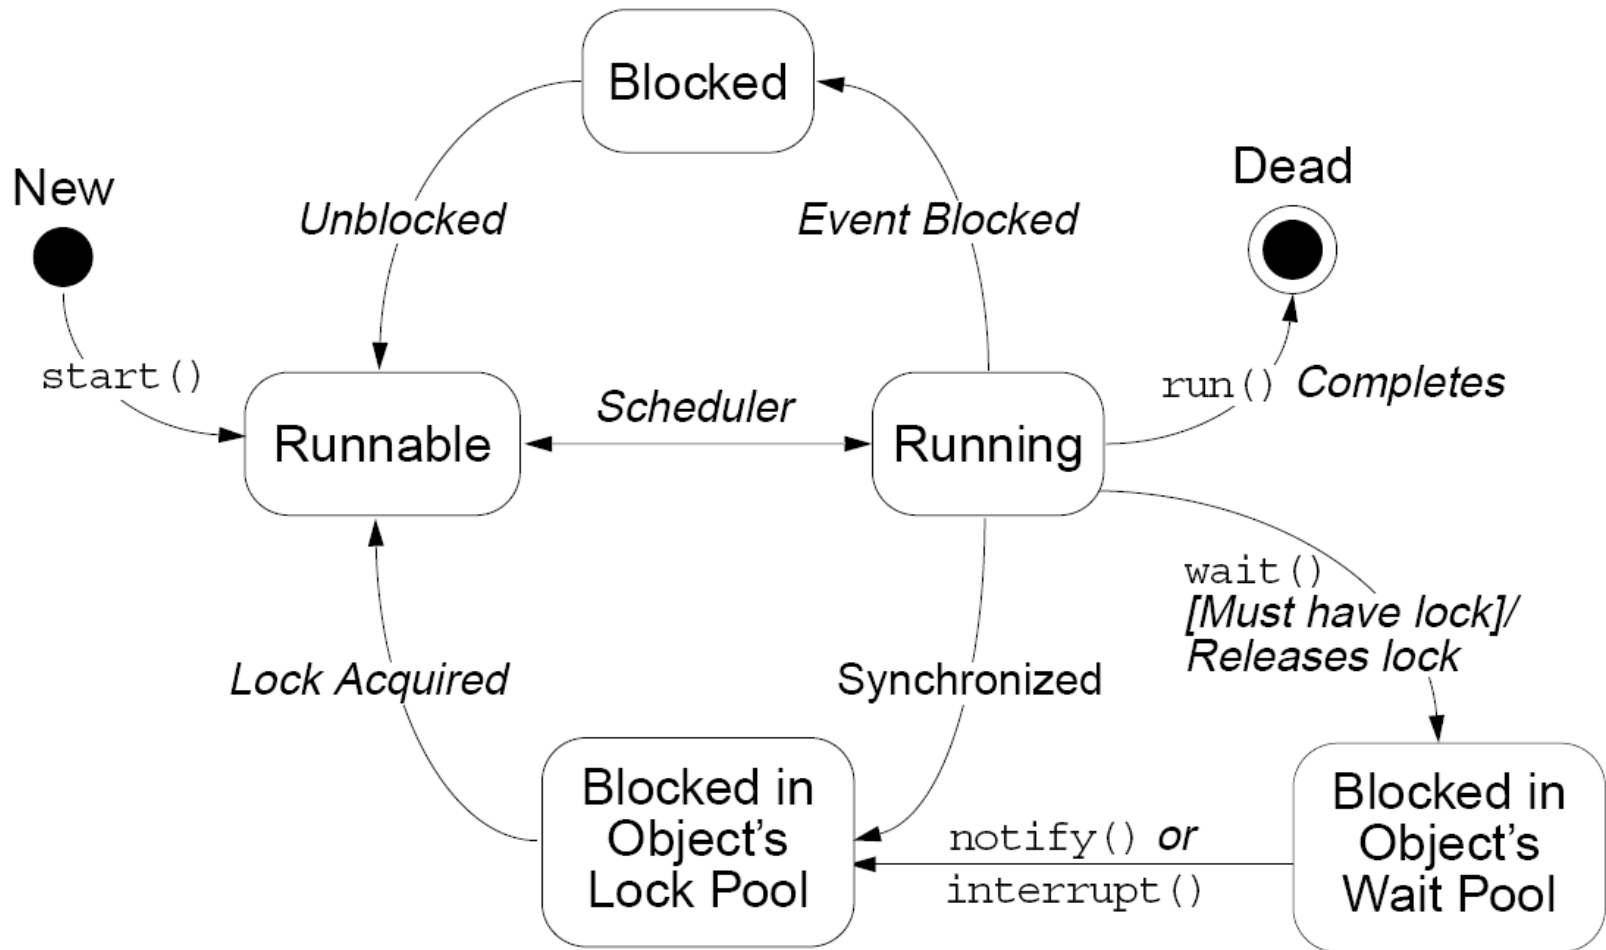 Blocked
New
Dead
Unblocked
Event Blocked
start()
run() Completes
Scheduler
Runnable
Running
wait()
[Must have lock]/
Releases lock
Lock Acquired
Synchronized
Blocked in
Object’s
Lock Pool
notify() or
interrupt()
Blocked in
Object’s
Wait Pool